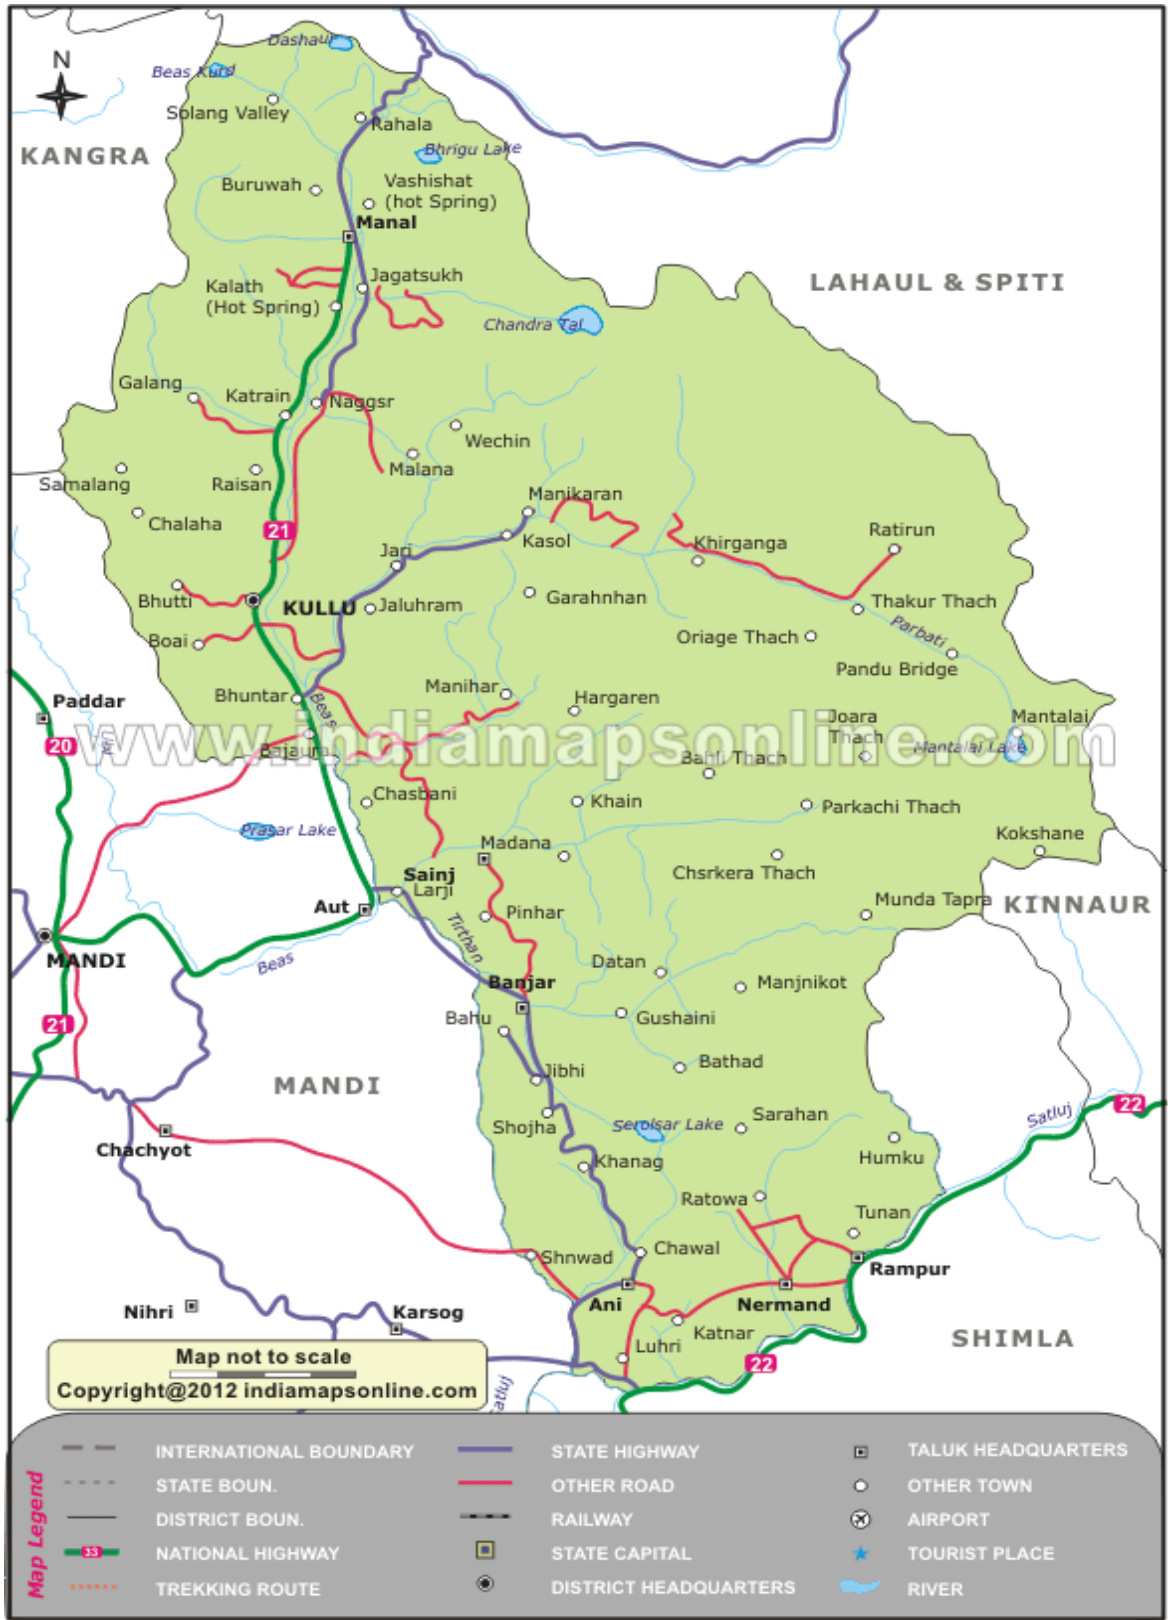 Dashaur
Beas Kund
N
Solang Valley
Rahala
KANGRA
Bhrigu Lake
Buruwah
Vashishat
(hot Spring)
Manal
LAHAUL & SPITI
Jagatsukh
Kalath
(Hot Spring)
Chandra Tal
Galang
Katrain
Naggsr
Wechin
Malana
Samalang
Raisan
Manikaran
Chalaha
21
Kasol
Ratirun
Jari
Khirganga
Bhutti
KULLU
Jaluhram
Garahnhan
Thakur Thach
Boai
Oriage Thach
Parbati
Pandu Bridge
Bhuntar
Manihar
Hargaren
Paddar
Beas
Joara
Thach
Mantalai
www.indiamapsonline.com
20
Uhl
Bajaura
Bahli Thach
Mantalai Lake
Chasbani
Khain
Parkachi Thach
Prasar Lake
Madana
Kokshane
Sainj
Chsrkera Thach
Larji
Aut
Pinhar
Munda Tapra
KINNAUR
Tirthan
MANDI
Beas
Datan
Banjar
Manjnikot
21
Bahu
Gushaini
Jibhi
Bathad
MANDI
22
Satluj
Shojha
Serolsar Lake
Sarahan
Chachyot
Khanag
Humku
Ratowa
Tunan
Shnwad
Chawal
Rampur
Nihri
Karsog
Ani
Nermand
Katnar
SHIMLA
Luhri
22
Map not to scale
Copyright@2012 indiamapsonline.com
Satluj
Map Legend
INTERNATIONAL BOUNDARY
STATE HIGHWAY
TALUK HEADQUARTERS
STATE BOUN.
OTHER ROAD
OTHER TOWN
DISTRICT BOUN.
RAILWAY
AIRPORT
33
NATIONAL HIGHWAY
STATE CAPITAL
TOURIST PLACE
TREKKING ROUTE
DISTRICT HEADQUARTERS
RIVER